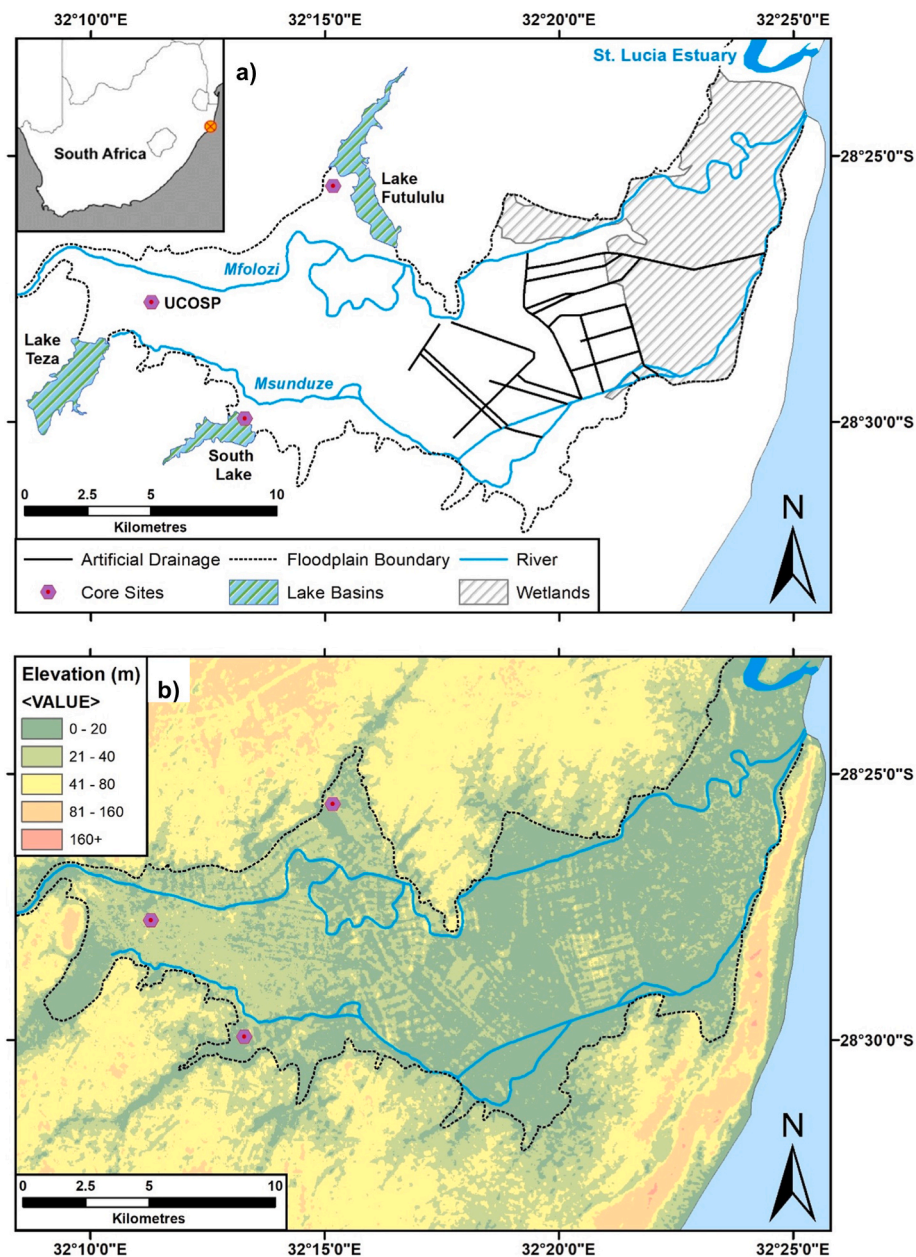 32°10'0"E 32°15'0"E 32°20'0"E 32°25'0"E
a)
St. Lucia Estuary
South Africa
28°25'0"S
Lake
Futululu
Mfolozi
UCOSP
Lake
Teza
Msunduze
28°30'0"S
South
Lake
0 2.5 5 10
Kilometres
N
Artificial Drainage Floodplain Boundary River
Core Sites Lake Basins Wetlands
Elevation (m)
<VALUE>
0 - 20
21 - 40
41 - 80
81 - 160
160+
b)
28°25'0"S
28°30'0"S
N
0 2.5 5 10
Kilometres
32°10'0"E 32°15'0"E 32°20'0"E 32°25'0"E